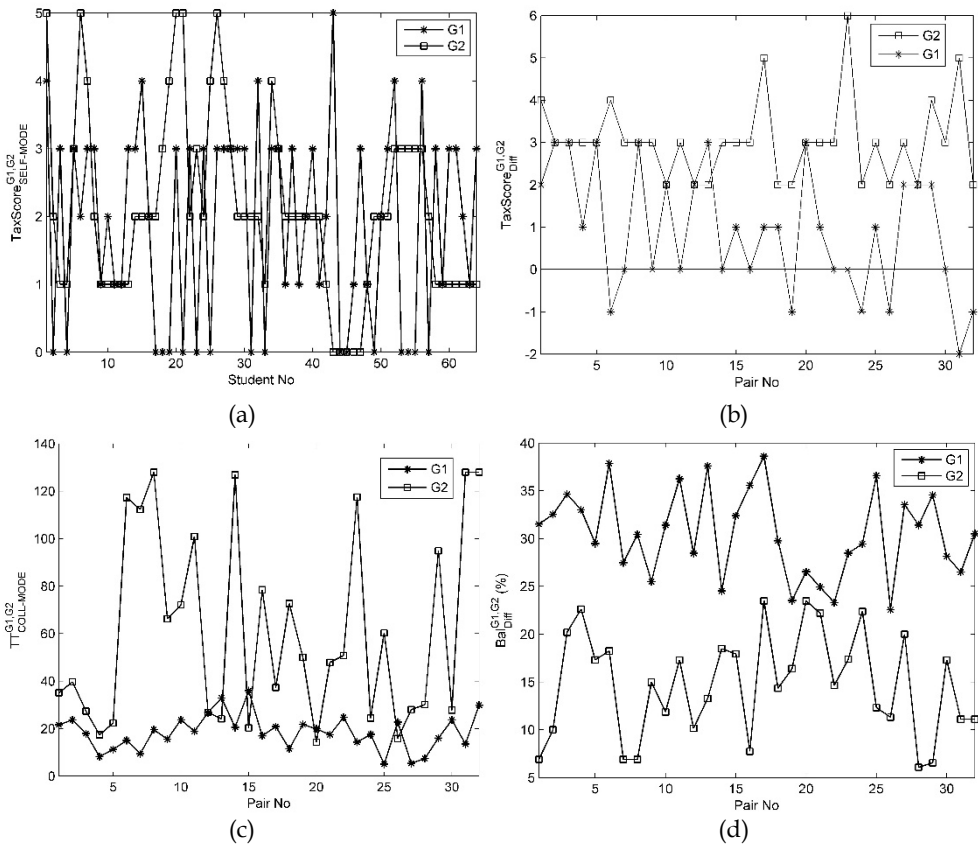 5
4
3
2
1
0
10
20
30
40
50
60
Student No
TaxScore^{G1,G2}_{SELF-MODE}
G1
G2
(a)
6
5
4
3
2
1
0
-1
-2
5
10
15
20
25
30
Pair No
TaxScore^{G1,G2}_{Diff}
G2
G1
(b)
140
120
100
80
60
40
20
0
5
10
15
20
25
30
Pair No
TT^{G1,G2}_{COLL-MODE}
G1
G2
(c)
40
35
30
25
20
15
10
5
0
5
10
15
20
25
30
Pair No
Bal^{G1,G2}_{Diff} (%)
G1
G2
(d)